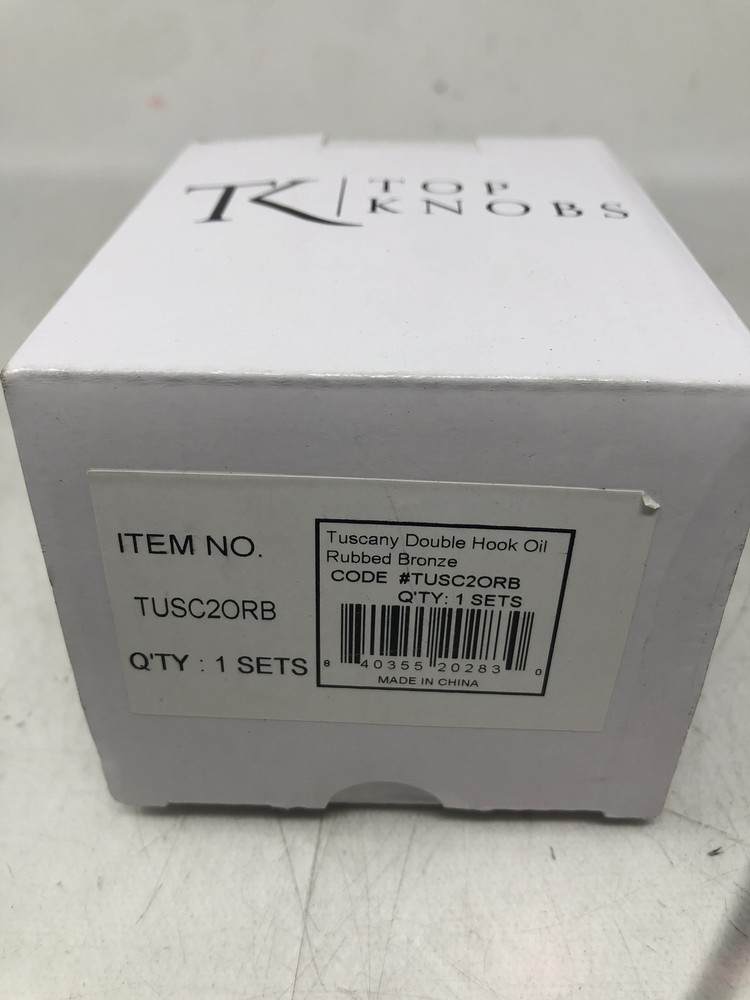 TK TOP
KNOBS
ITEM NO.
TUSC2ORB
Q'TY : 1 SETS
Tuscany Double Hook Oil
Rubbed Bronze
CODE #TUSC2ORB
Q'TY: 1 SETS
8 40355 20283 0
MADE IN CHINA